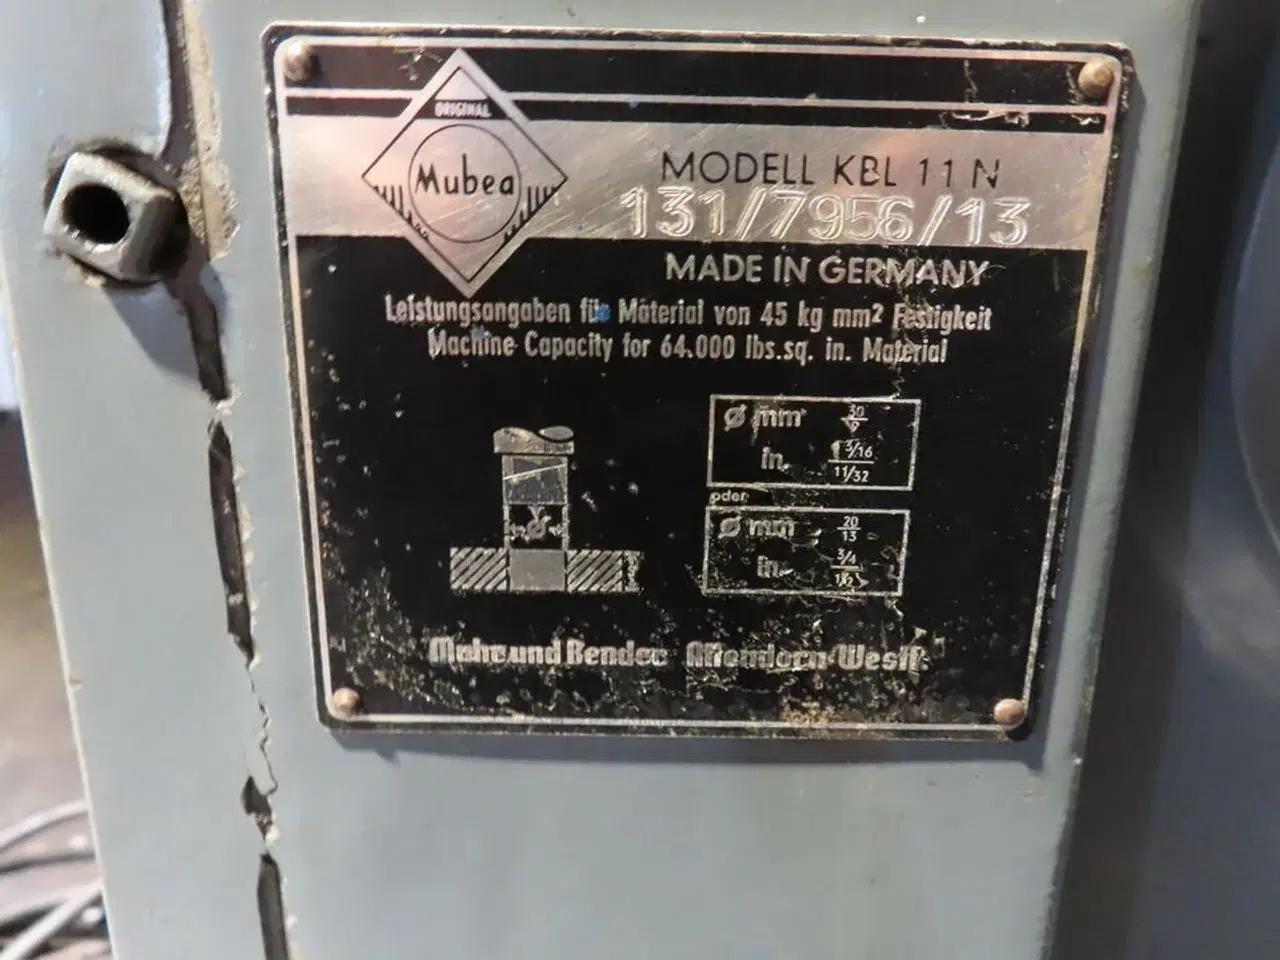 ORIGINAL
Mubea
MODELL KBL 11 N
131/7956/13
MADE IN GERMANY
Leistungsangaben für Material von 45 kg mm² Festigkeit
Machine Capacity for 64.000 lbs.sq. in. Material
Ø mm 30/9
in. 1 3/16 / 11/32
oder
Ø mm 20/13
in. 3/4 / 1/2
Ø
Muhr und Bender Attendorn-Westf.